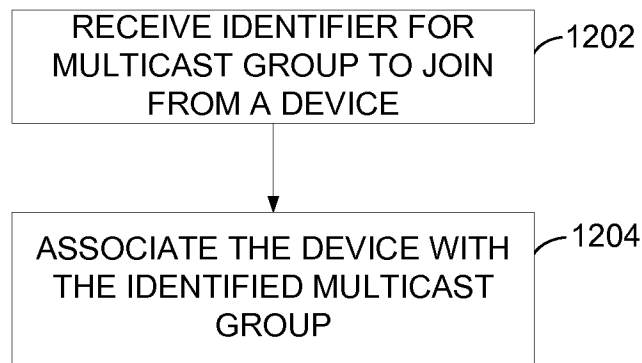 RECEIVE IDENTIFIER FOR
MULTICAST GROUP TO JOIN
FROM A DEVICE
1202
ASSOCIATE THE DEVICE WITH
THE IDENTIFIED MULTICAST
GROUP
1204